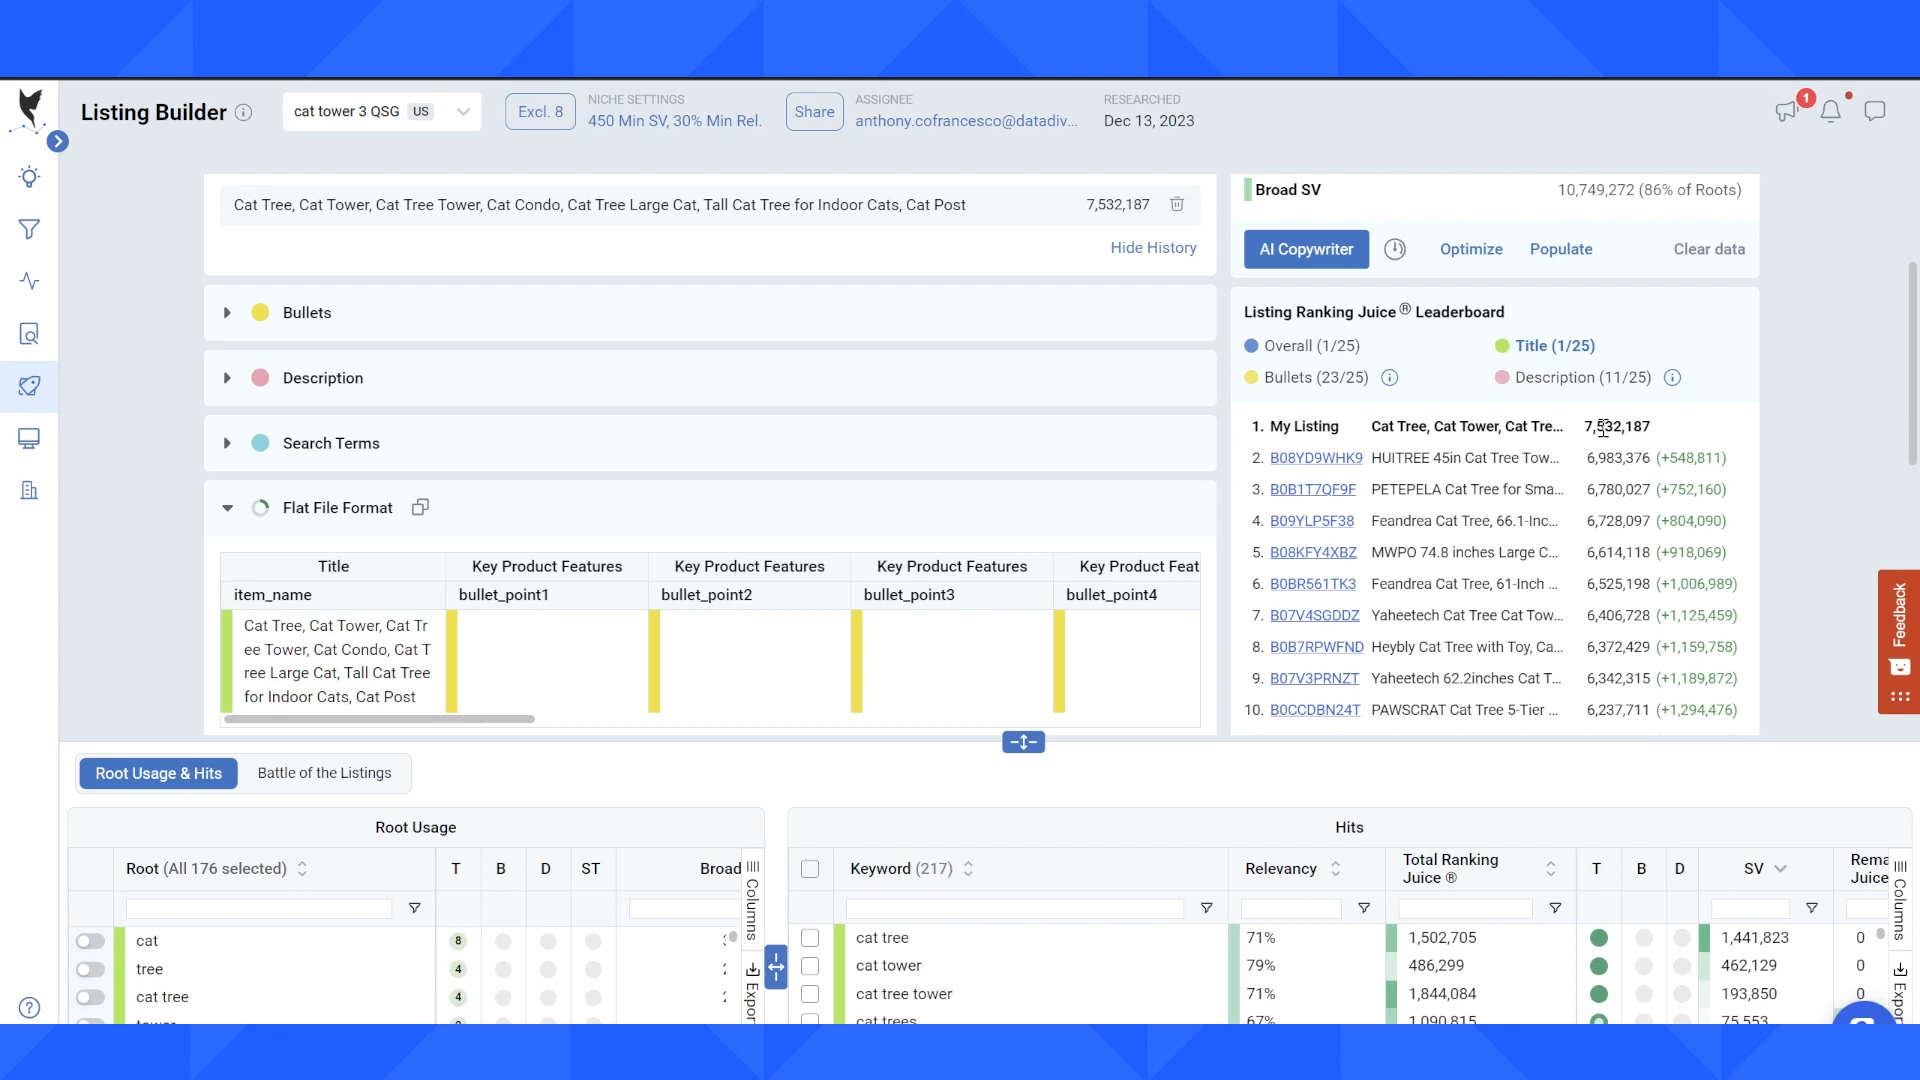 Listing Builder
cat tower 3 QSG US
Excl. 8
NICHE SETTINGS
450 Min SV, 30% Min Rel.
Share
ASSIGNEE
anthony.cofrancesco@datadiv...
RESEARCHED
Dec 13, 2023
1
Cat Tree, Cat Tower, Cat Tree Tower, Cat Condo, Cat Tree Large Cat, Tall Cat Tree for Indoor Cats, Cat Post 7,532,187
Hide History
Bullets
Description
Search Terms
Flat File Format
Title Key Product Features Key Product Features Key Product Features Key Product Feat
item_name bullet_point1 bullet_point2 bullet_point3 bullet_point4
Cat Tree, Cat Tower, Cat Tr
ee Tower, Cat Condo, Cat T
ree Large Cat, Tall Cat Tree
for Indoor Cats, Cat Post
Broad SV 10,749,272 (86% of Roots)
AI Copywriter Optimize Populate Clear data
Listing Ranking Juice ® Leaderboard
Overall (1/25) Title (1/25)
Bullets (23/25) Description (11/25)
1. My Listing Cat Tree, Cat Tower, Cat Tre... 7,532,187
2. B08YD9WHK9 HUITREE 45in Cat Tree Tow... 6,983,376 (+548,811)
3. B0B1T7QF9F PETEPELA Cat Tree for Sma... 6,780,027 (+752,160)
4. B09YLP5F38 Feandrea Cat Tree, 66.1-Inc... 6,728,097 (+804,090)
5. B08KFY4XBZ MWPO 74.8 inches Large C... 6,614,118 (+918,069)
6. B0BR561TK3 Feandrea Cat Tree, 61-Inch ... 6,525,198 (+1,006,989)
7. B07V4SGDDZ Yaheetech Cat Tree Cat Tow... 6,406,728 (+1,125,459)
8. B0B7RPWFND Heybly Cat Tree with Toy, Ca... 6,372,429 (+1,159,758)
9. B07V3PRNZT Yaheetech 62.2inches Cat T... 6,342,315 (+1,189,872)
10. B0CCDBN24T PAWSCRAT Cat Tree 5-Tier ... 6,237,711 (+1,294,476)
Feedback
Root Usage & Hits Battle of the Listings
Root Usage
Root (All 176 selected) T B D ST Broad
cat 8
tree 4
cat tree 4
Columns
Expor
Hits
Keyword (217) Relevancy Total Ranking Juice ® T B D SV Rema Juice
cat tree 71% 1,502,705 1,441,823 0
cat tower 79% 486,299 462,129 0
cat tree tower 71% 1,844,084 193,850 0
cat trees 67% 1,090,815 75,553
Columns
Expor